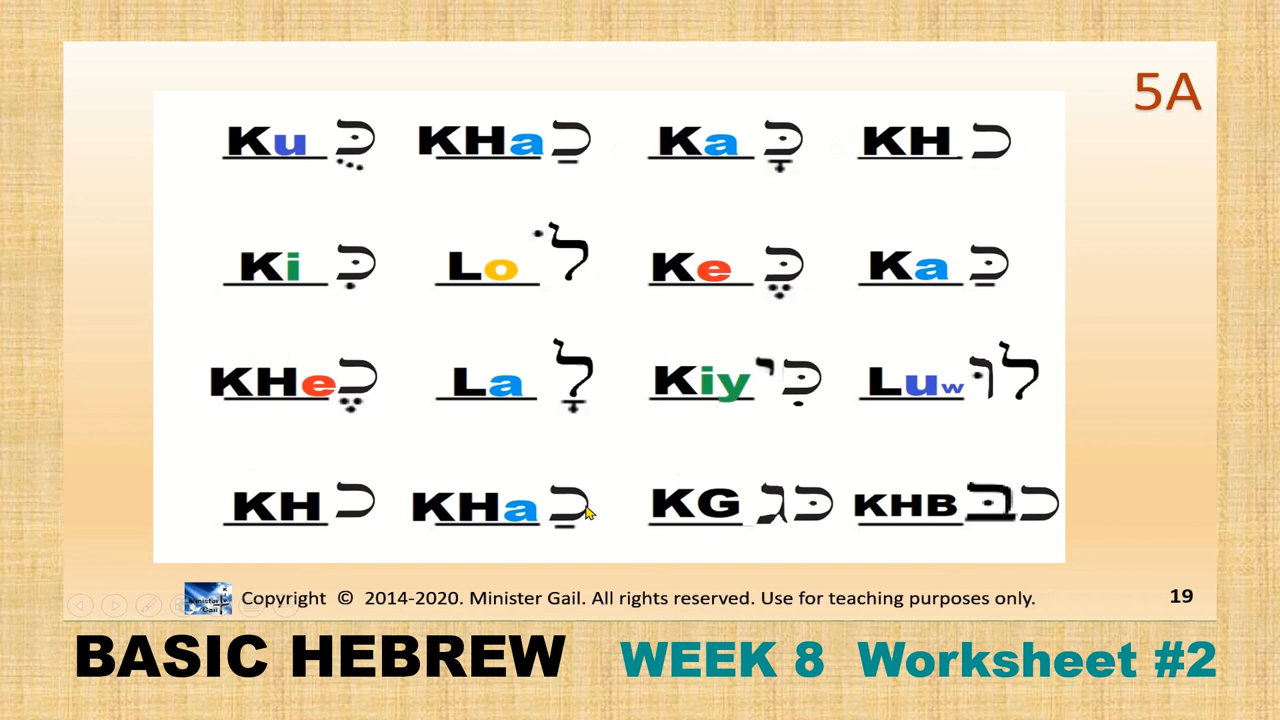 5A
Ku כֻּ KHa כַ Ka כָּ KH כ
Ki כִּ Lo לֹ Ke כֶּ Ka כַּ
KHe כֶ La לָ Kiy כִּי Luw לוּ
KH כ KHa כַ KG כּג KHB כבּ
Minister Gail
Copyright © 2014-2020. Minister Gail. All rights reserved. Use for teaching purposes only. 19
BASIC HEBREW WEEK 8 Worksheet #2